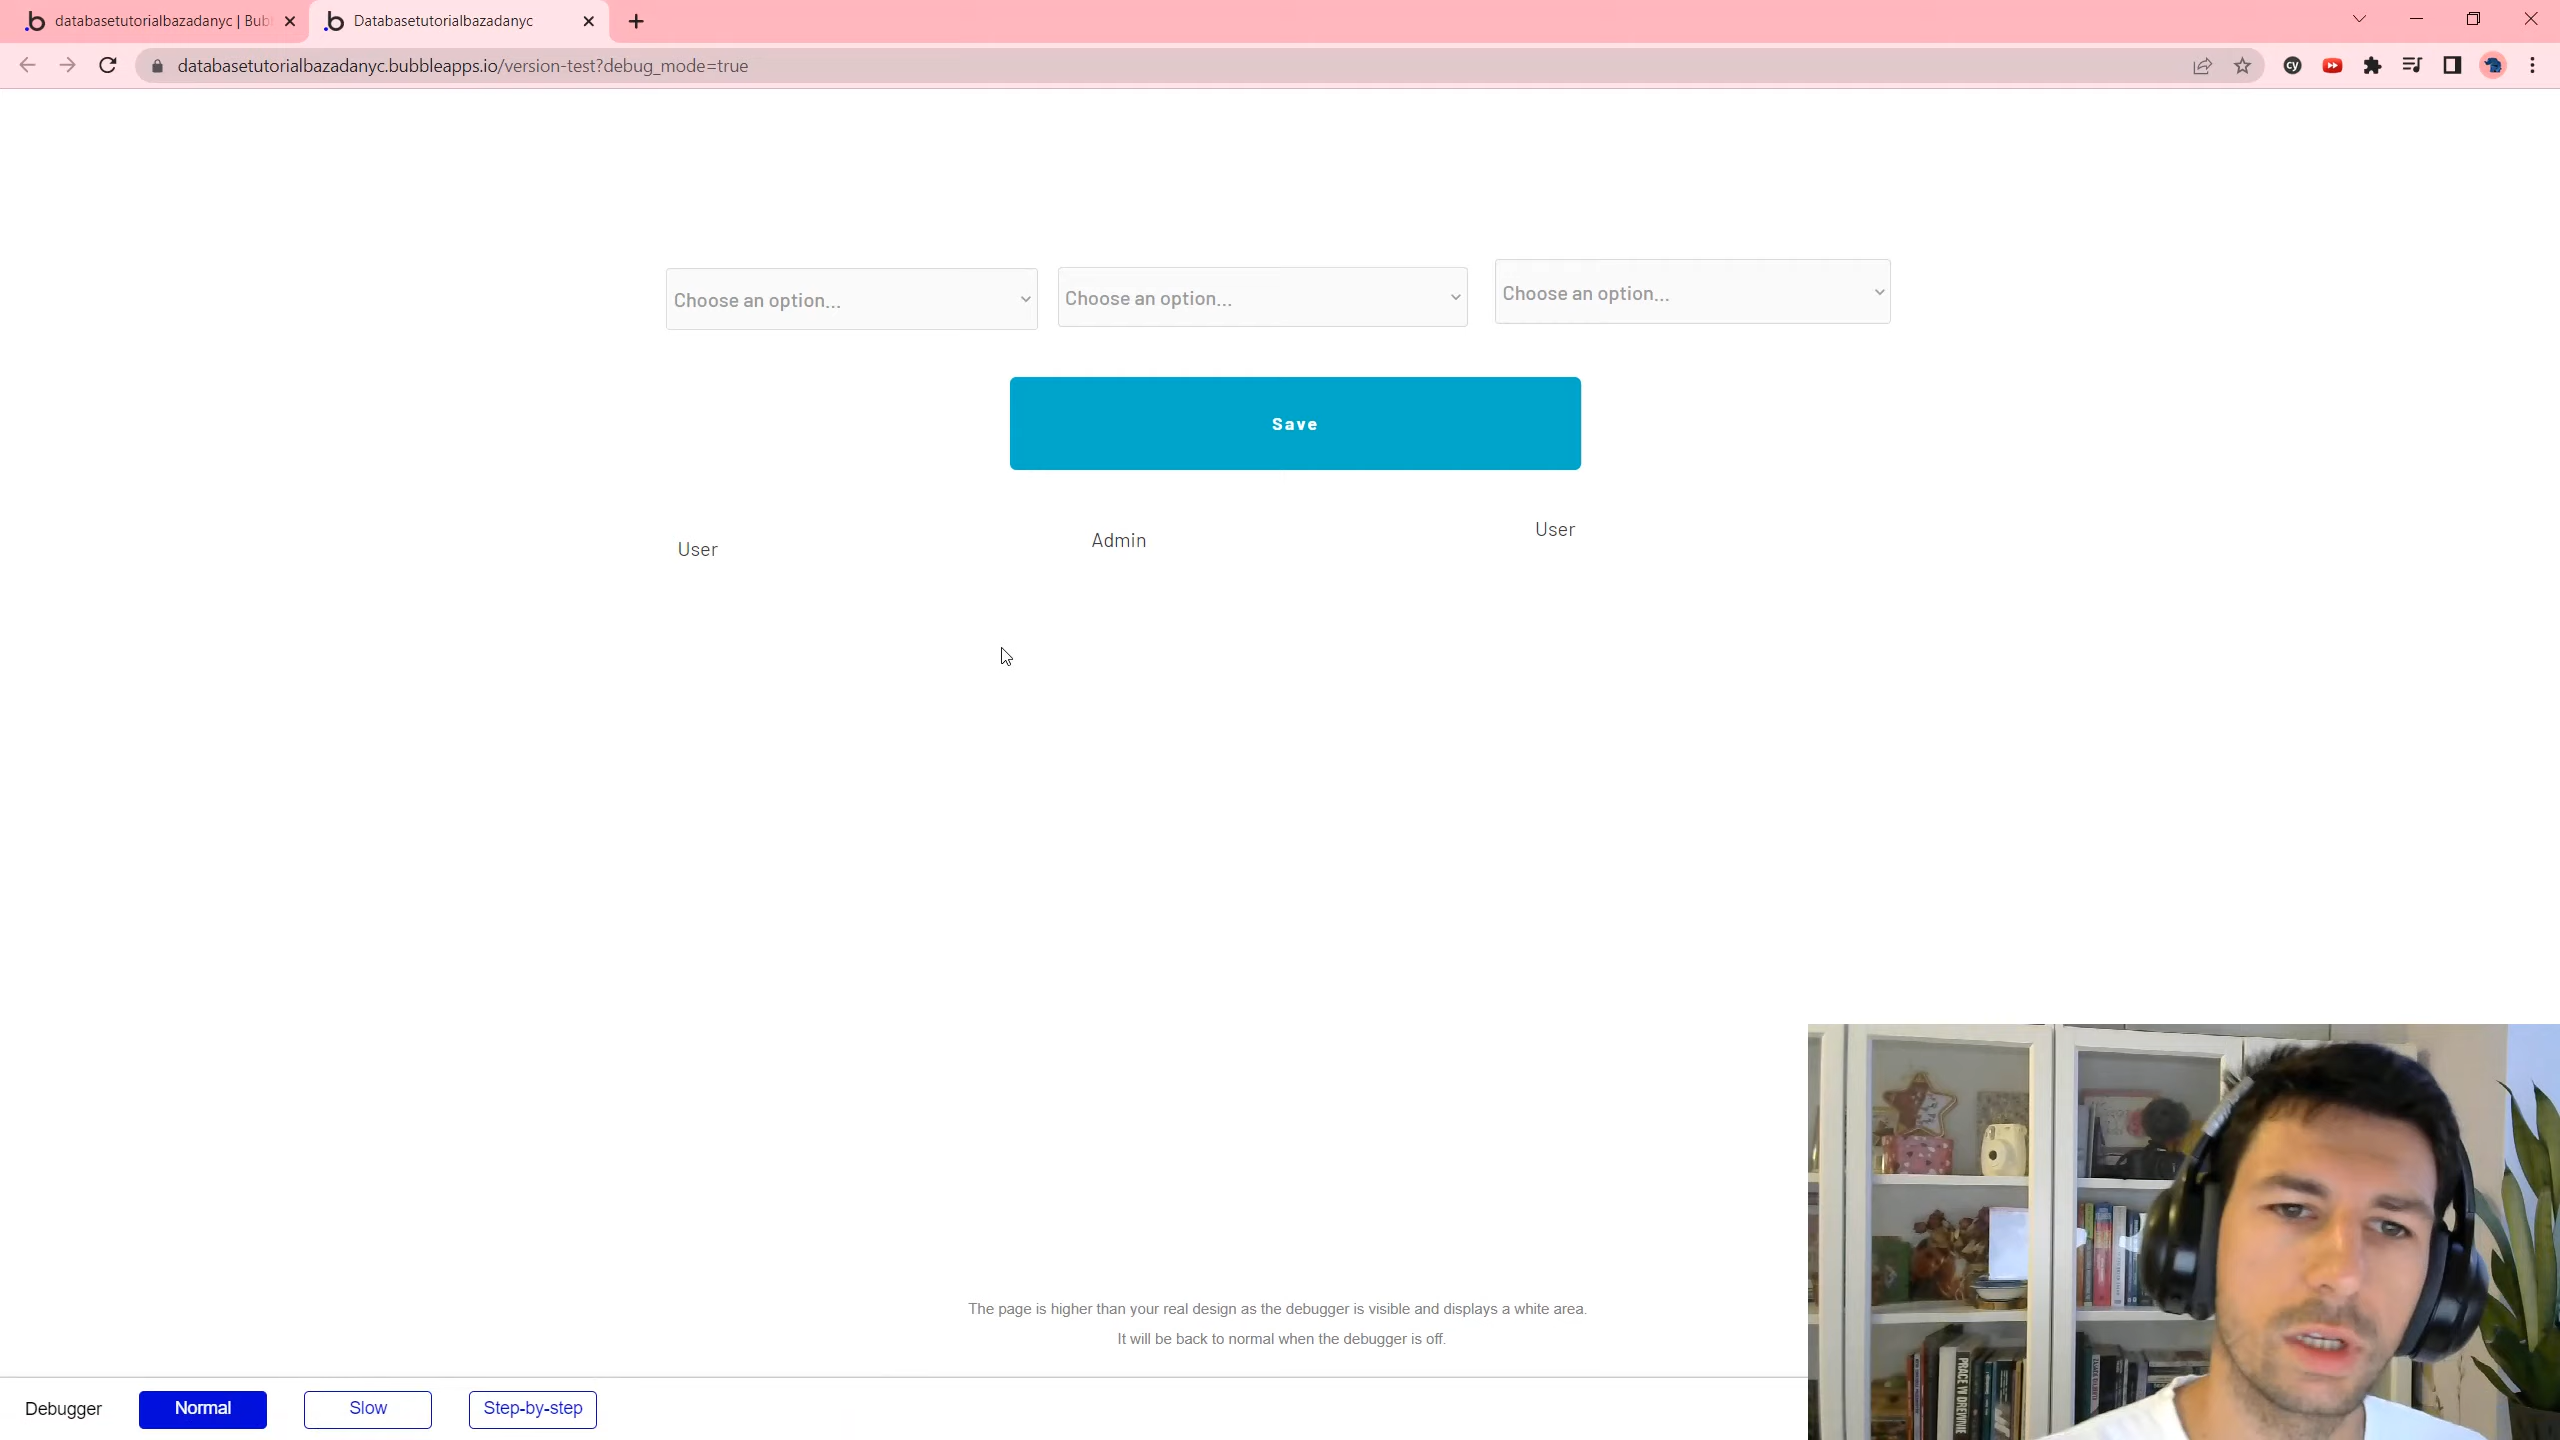 databasetutorialbazadanyc | Bub
Databasetutorialbazadanyc
databasetutorialbazadanyc.bubbleapps.io/version-test?debug_mode=true
Choose an option...
Choose an option...
Choose an option...
Save
User
Admin
User
The page is higher than your real design as the debugger is visible and displays a white area.
It will be back to normal when the debugger is off.
Debugger
Normal
Slow
Step-by-step
PRACE W DREWNIE